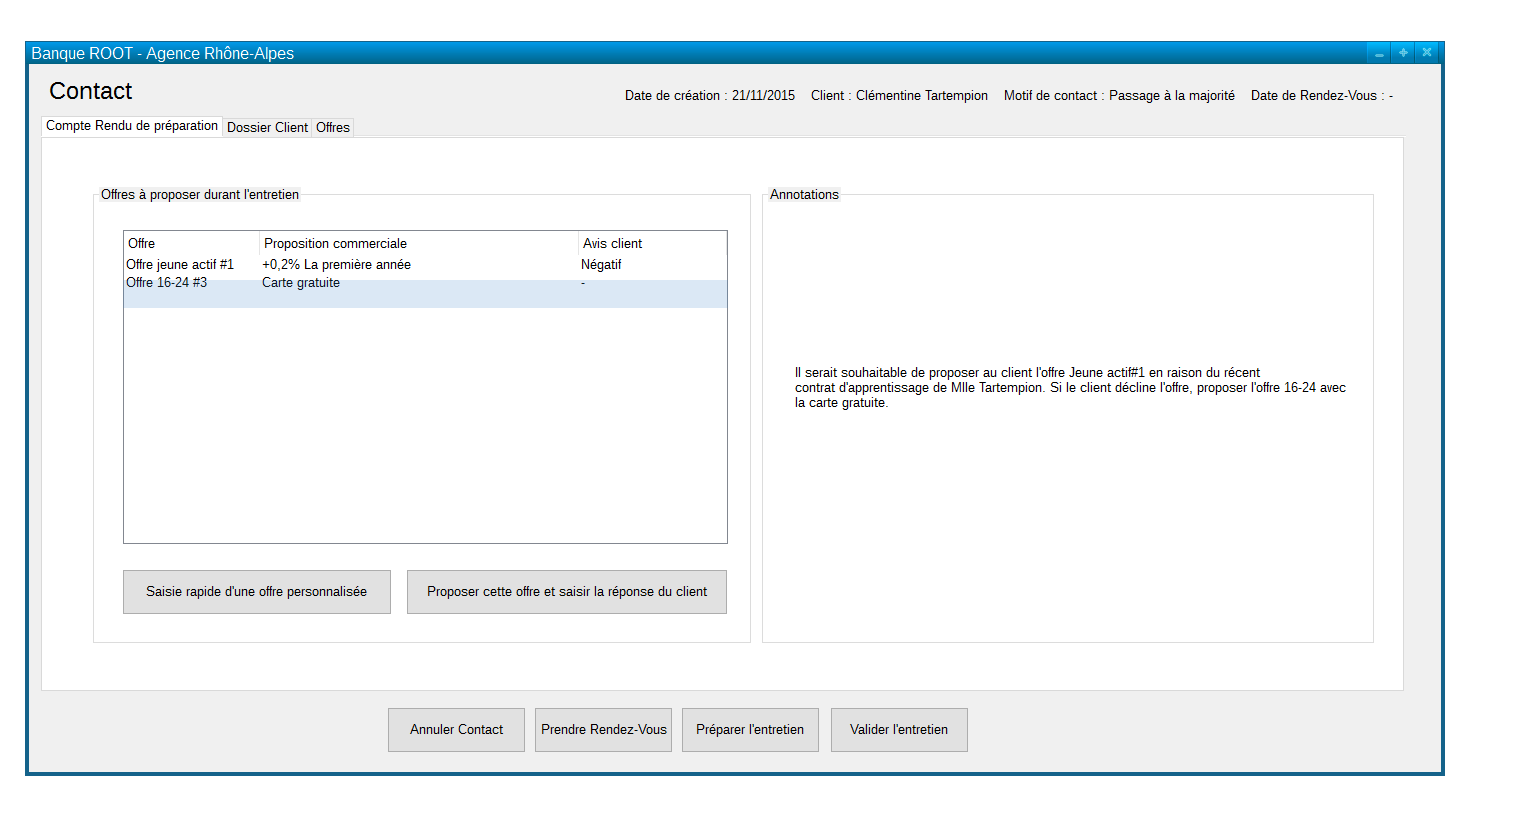 Banque ROOT - Agence Rhône-Alpes
Contact
Date de création : 21/11/2015 Client : Clémentine Tartempion Motif de contact : Passage à la majorité Date de Rendez-Vous : -
Compte Rendu de préparation Dossier Client Offres
Offres à proposer durant l'entretien
Offre Proposition commerciale Avis client
Offre jeune actif #1 +0,2% La première année Négatif
Offre 16-24 #3 Carte gratuite -
Saisie rapide d'une offre personnalisée Proposer cette offre et saisir la réponse du client
Annotations
Il serait souhaitable de proposer au client l'offre Jeune actif#1 en raison du récent
contrat d'apprentissage de Mlle Tartempion. Si le client décline l'offre, proposer l'offre 16-24 avec
la carte gratuite.
Annuler Contact Prendre Rendez-Vous Préparer l'entretien Valider l'entretien